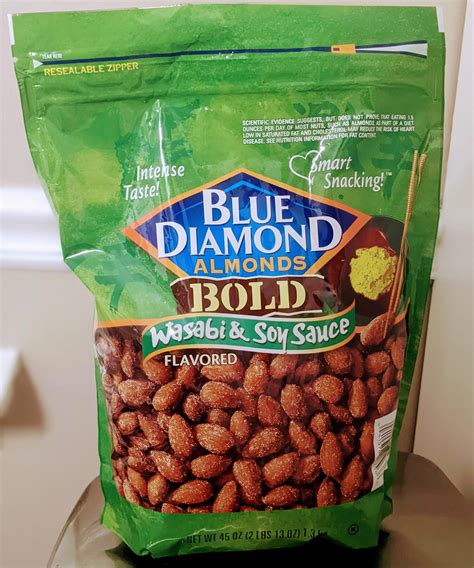 TEAR HERE
RESEALABLE ZIPPER
SCIENTIFIC EVIDENCE SUGGESTS, BUT DOES NOT PROVE, THAT EATING 1.5
OUNCES PER DAY OF MOST NUTS, SUCH AS ALMONDS, AS PART OF A DIET
LOW IN SATURATED FAT AND CHOLESTEROL MAY REDUCE THE RISK OF HEART
DISEASE. SEE NUTRITION INFORMATION FOR FAT CONTENT.
Intense
Taste!
Smart
Snacking!™
BLUE
DIAMOND
ALMONDS
BOLD
Wasabi & Soy Sauce
FLAVORED
NET WT 45 OZ (2 LBS 13 OZ)